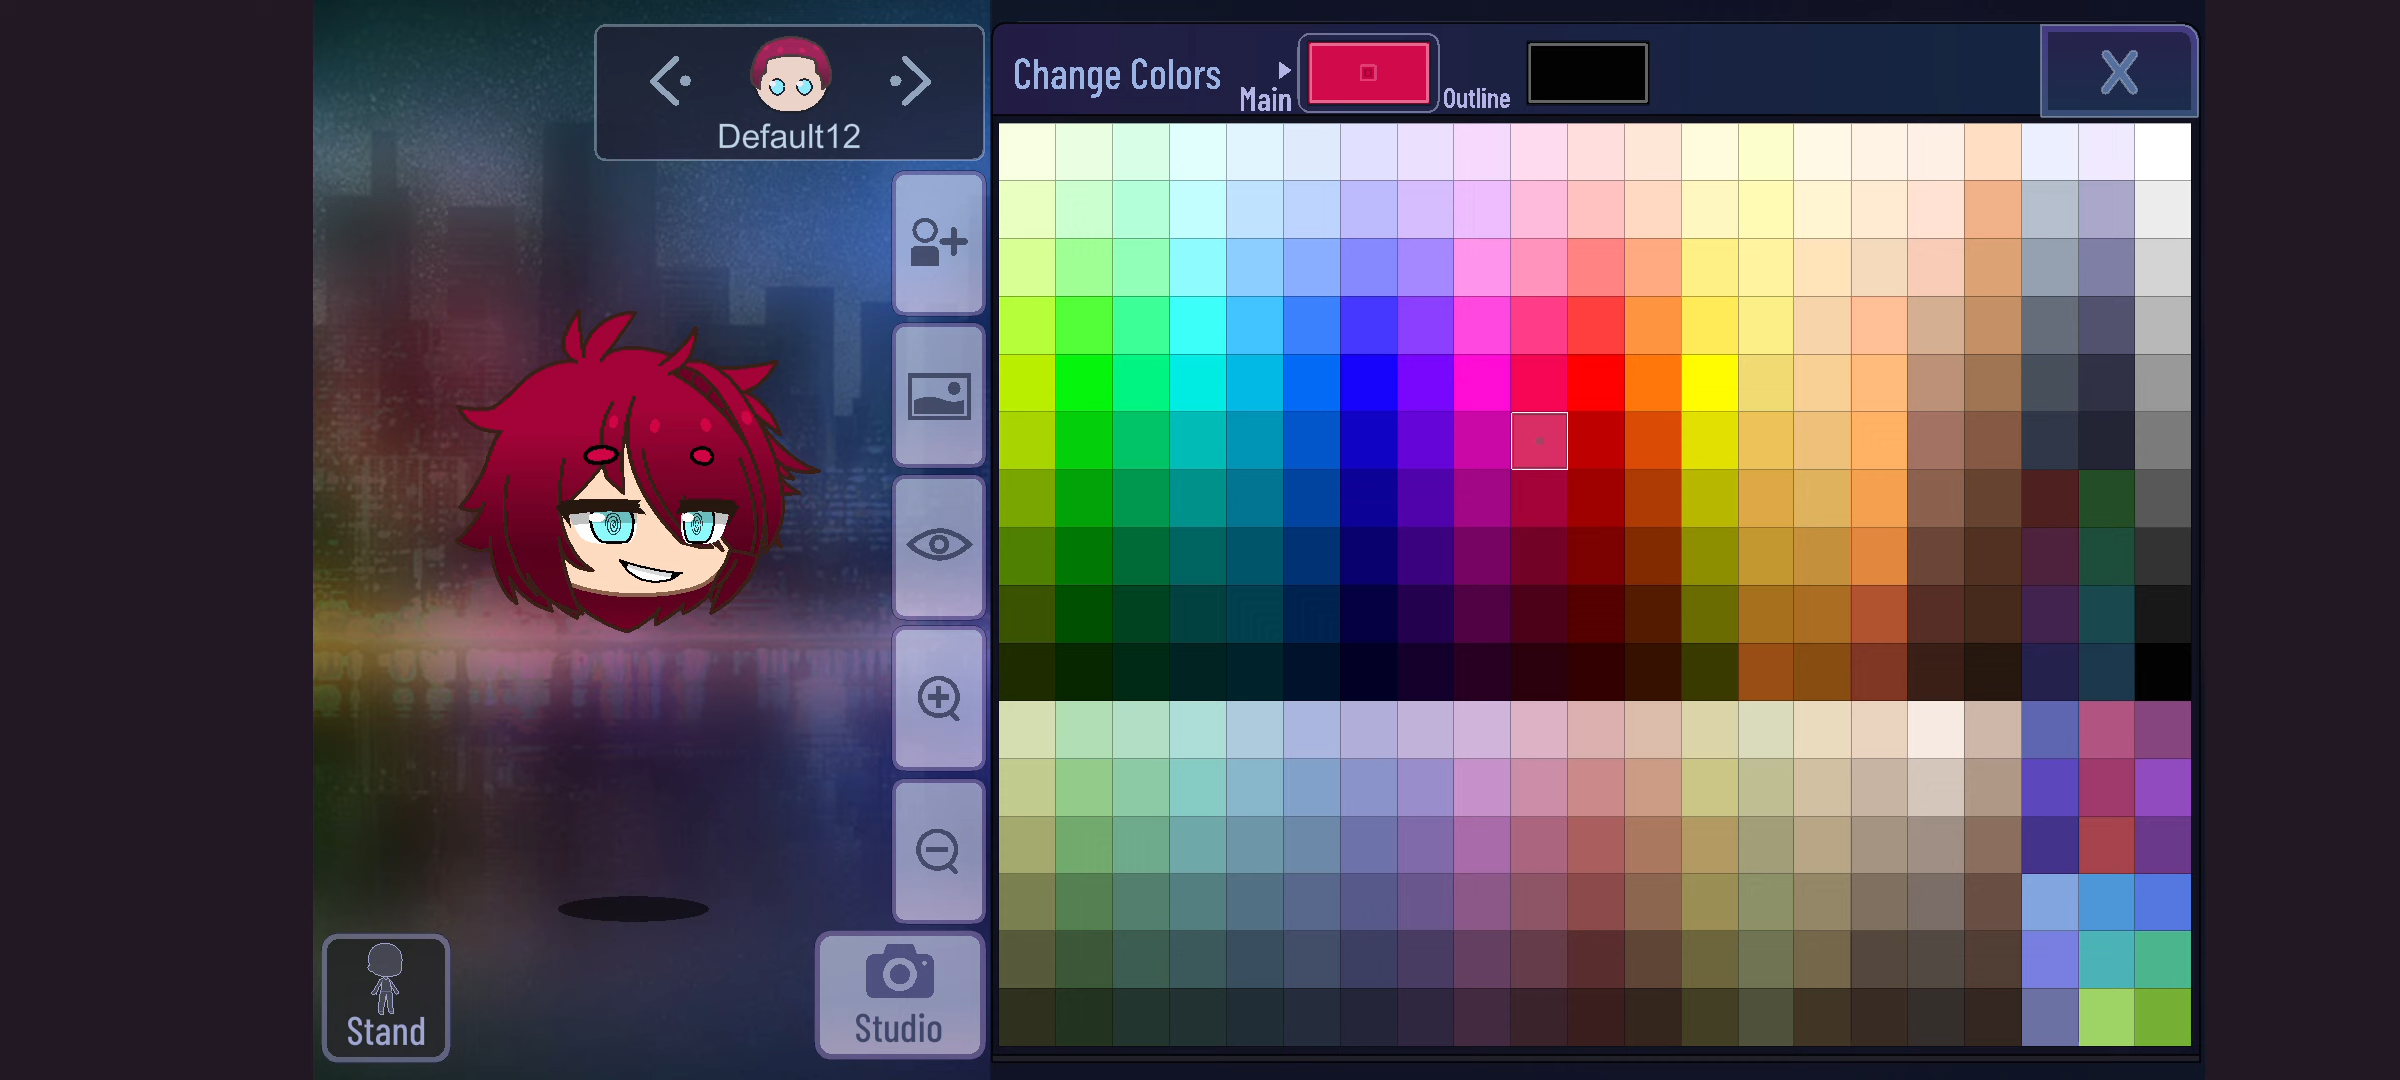 Default12
Change Colors
Main
Outline
X
Stand
Studio